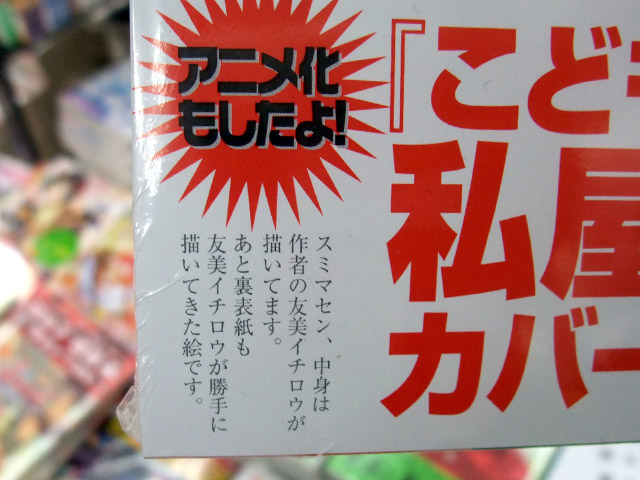 アニメ化
もしたよ!
『こども
私屋
カバー
スミマセン、中身は
作者の友美イチロウが
描いてます。
あと裏表紙も
友美イチロウが勝手に
描いてきた絵です。